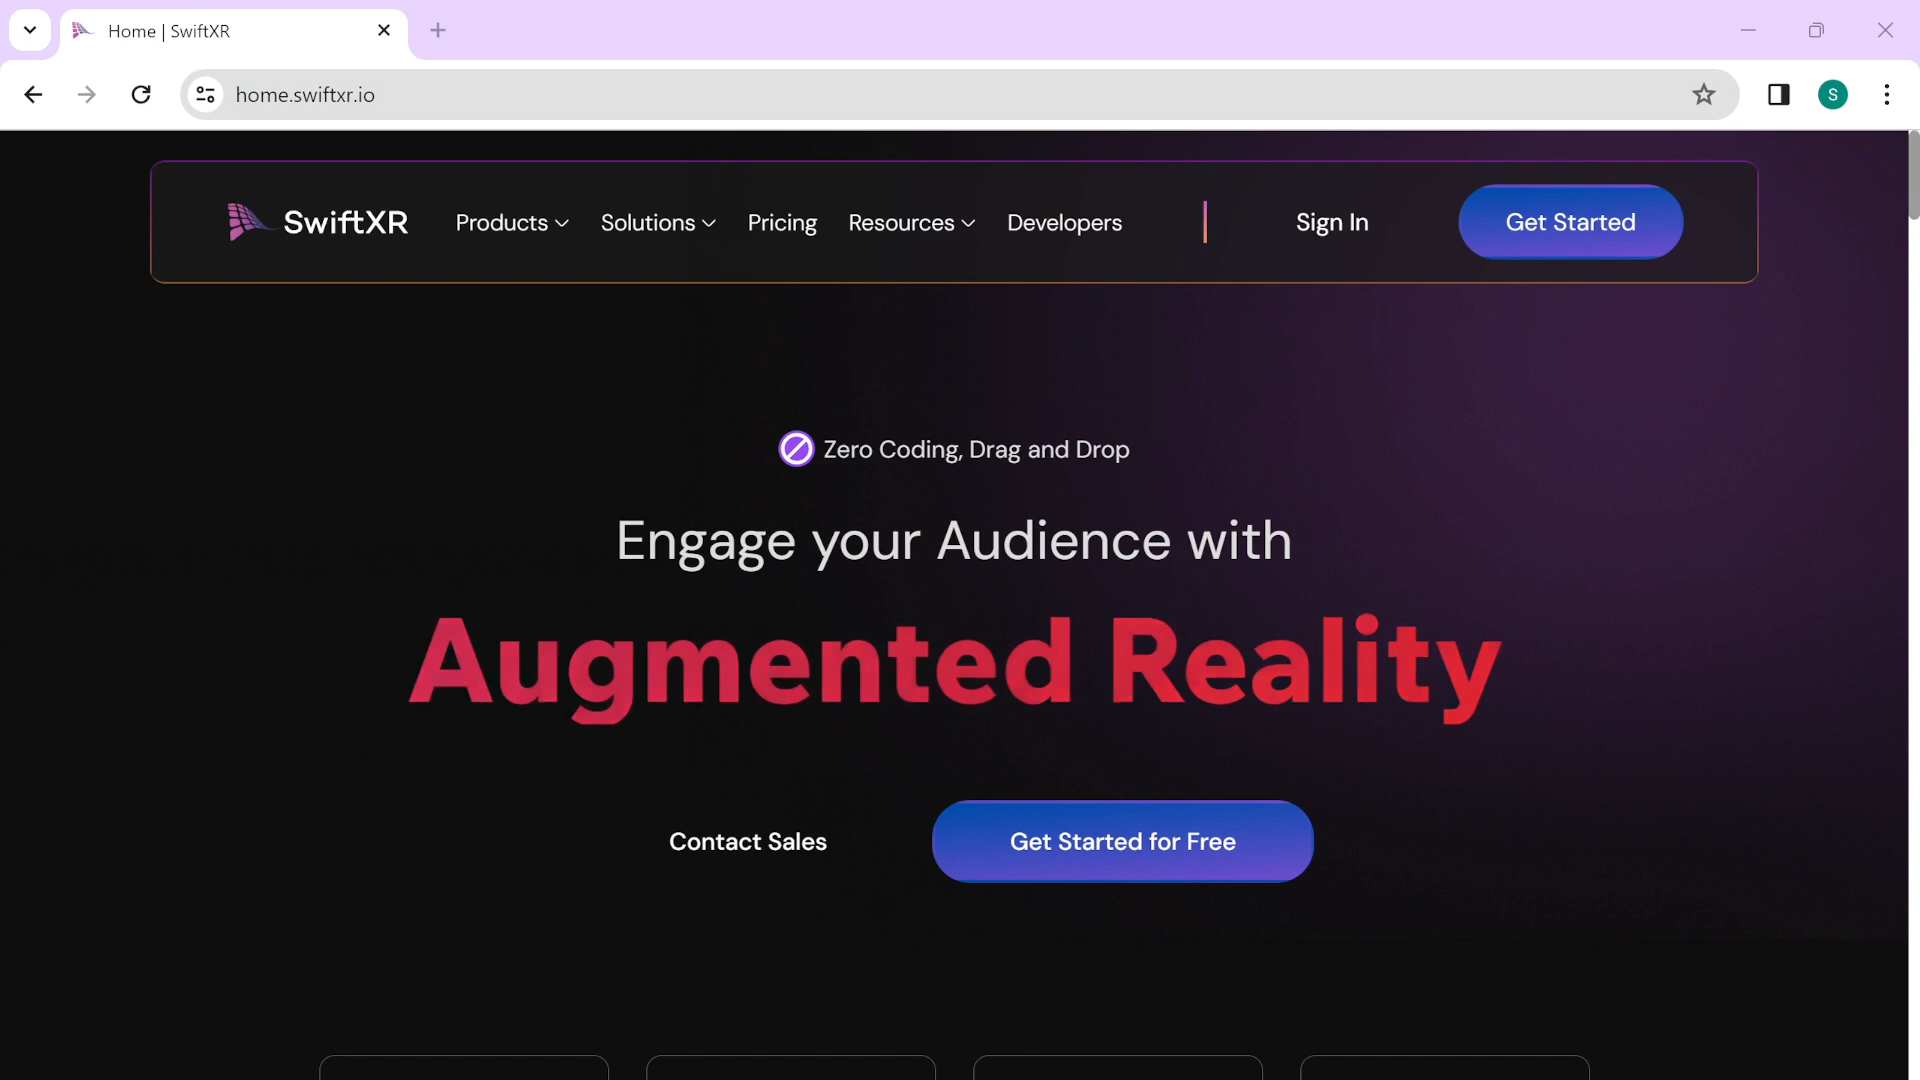 Home | SwiftXR
home.swiftxr.io
S
SwiftXR
Products
Solutions
Pricing
Resources
Developers
Sign In
Get Started
Zero Coding, Drag and Drop
Engage your Audience with
Augmented Reality
Contact Sales
Get Started for Free